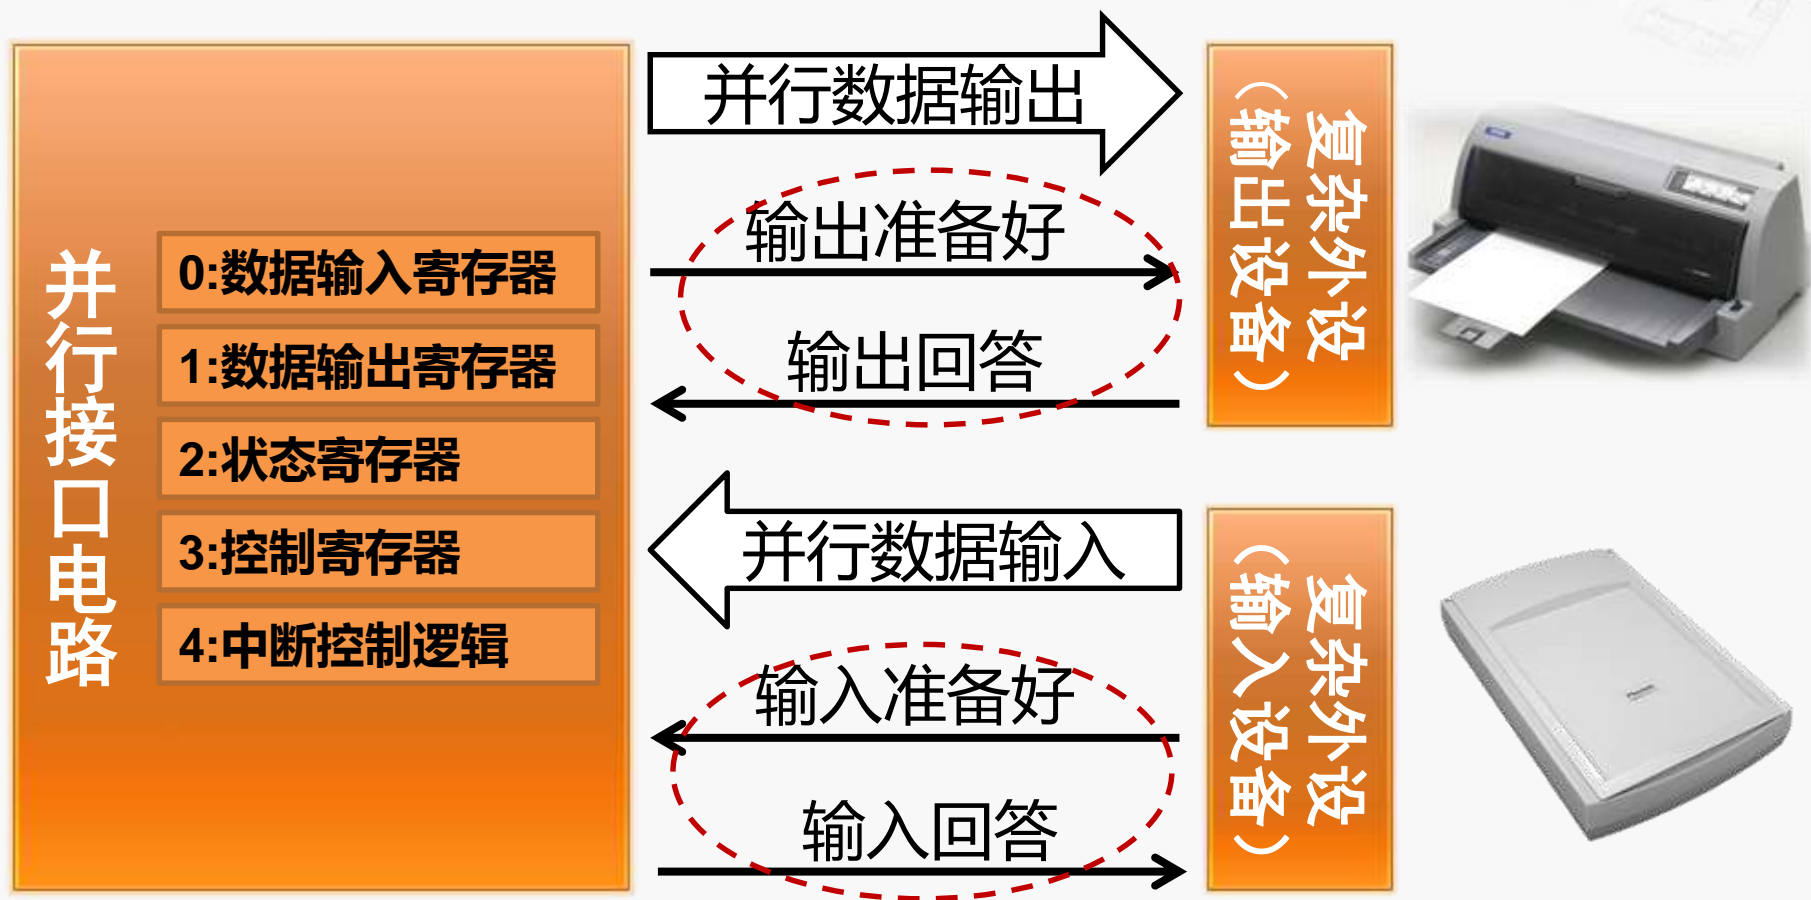 并行接口电路
0:数据输入寄存器
1:数据输出寄存器
2:状态寄存器
3:控制寄存器
4:中断控制逻辑
并行数据输出
输出准备好
输出回答
复杂外设
（输出设备）
并行数据输入
输入准备好
输入回答
复杂外设
（输入设备）